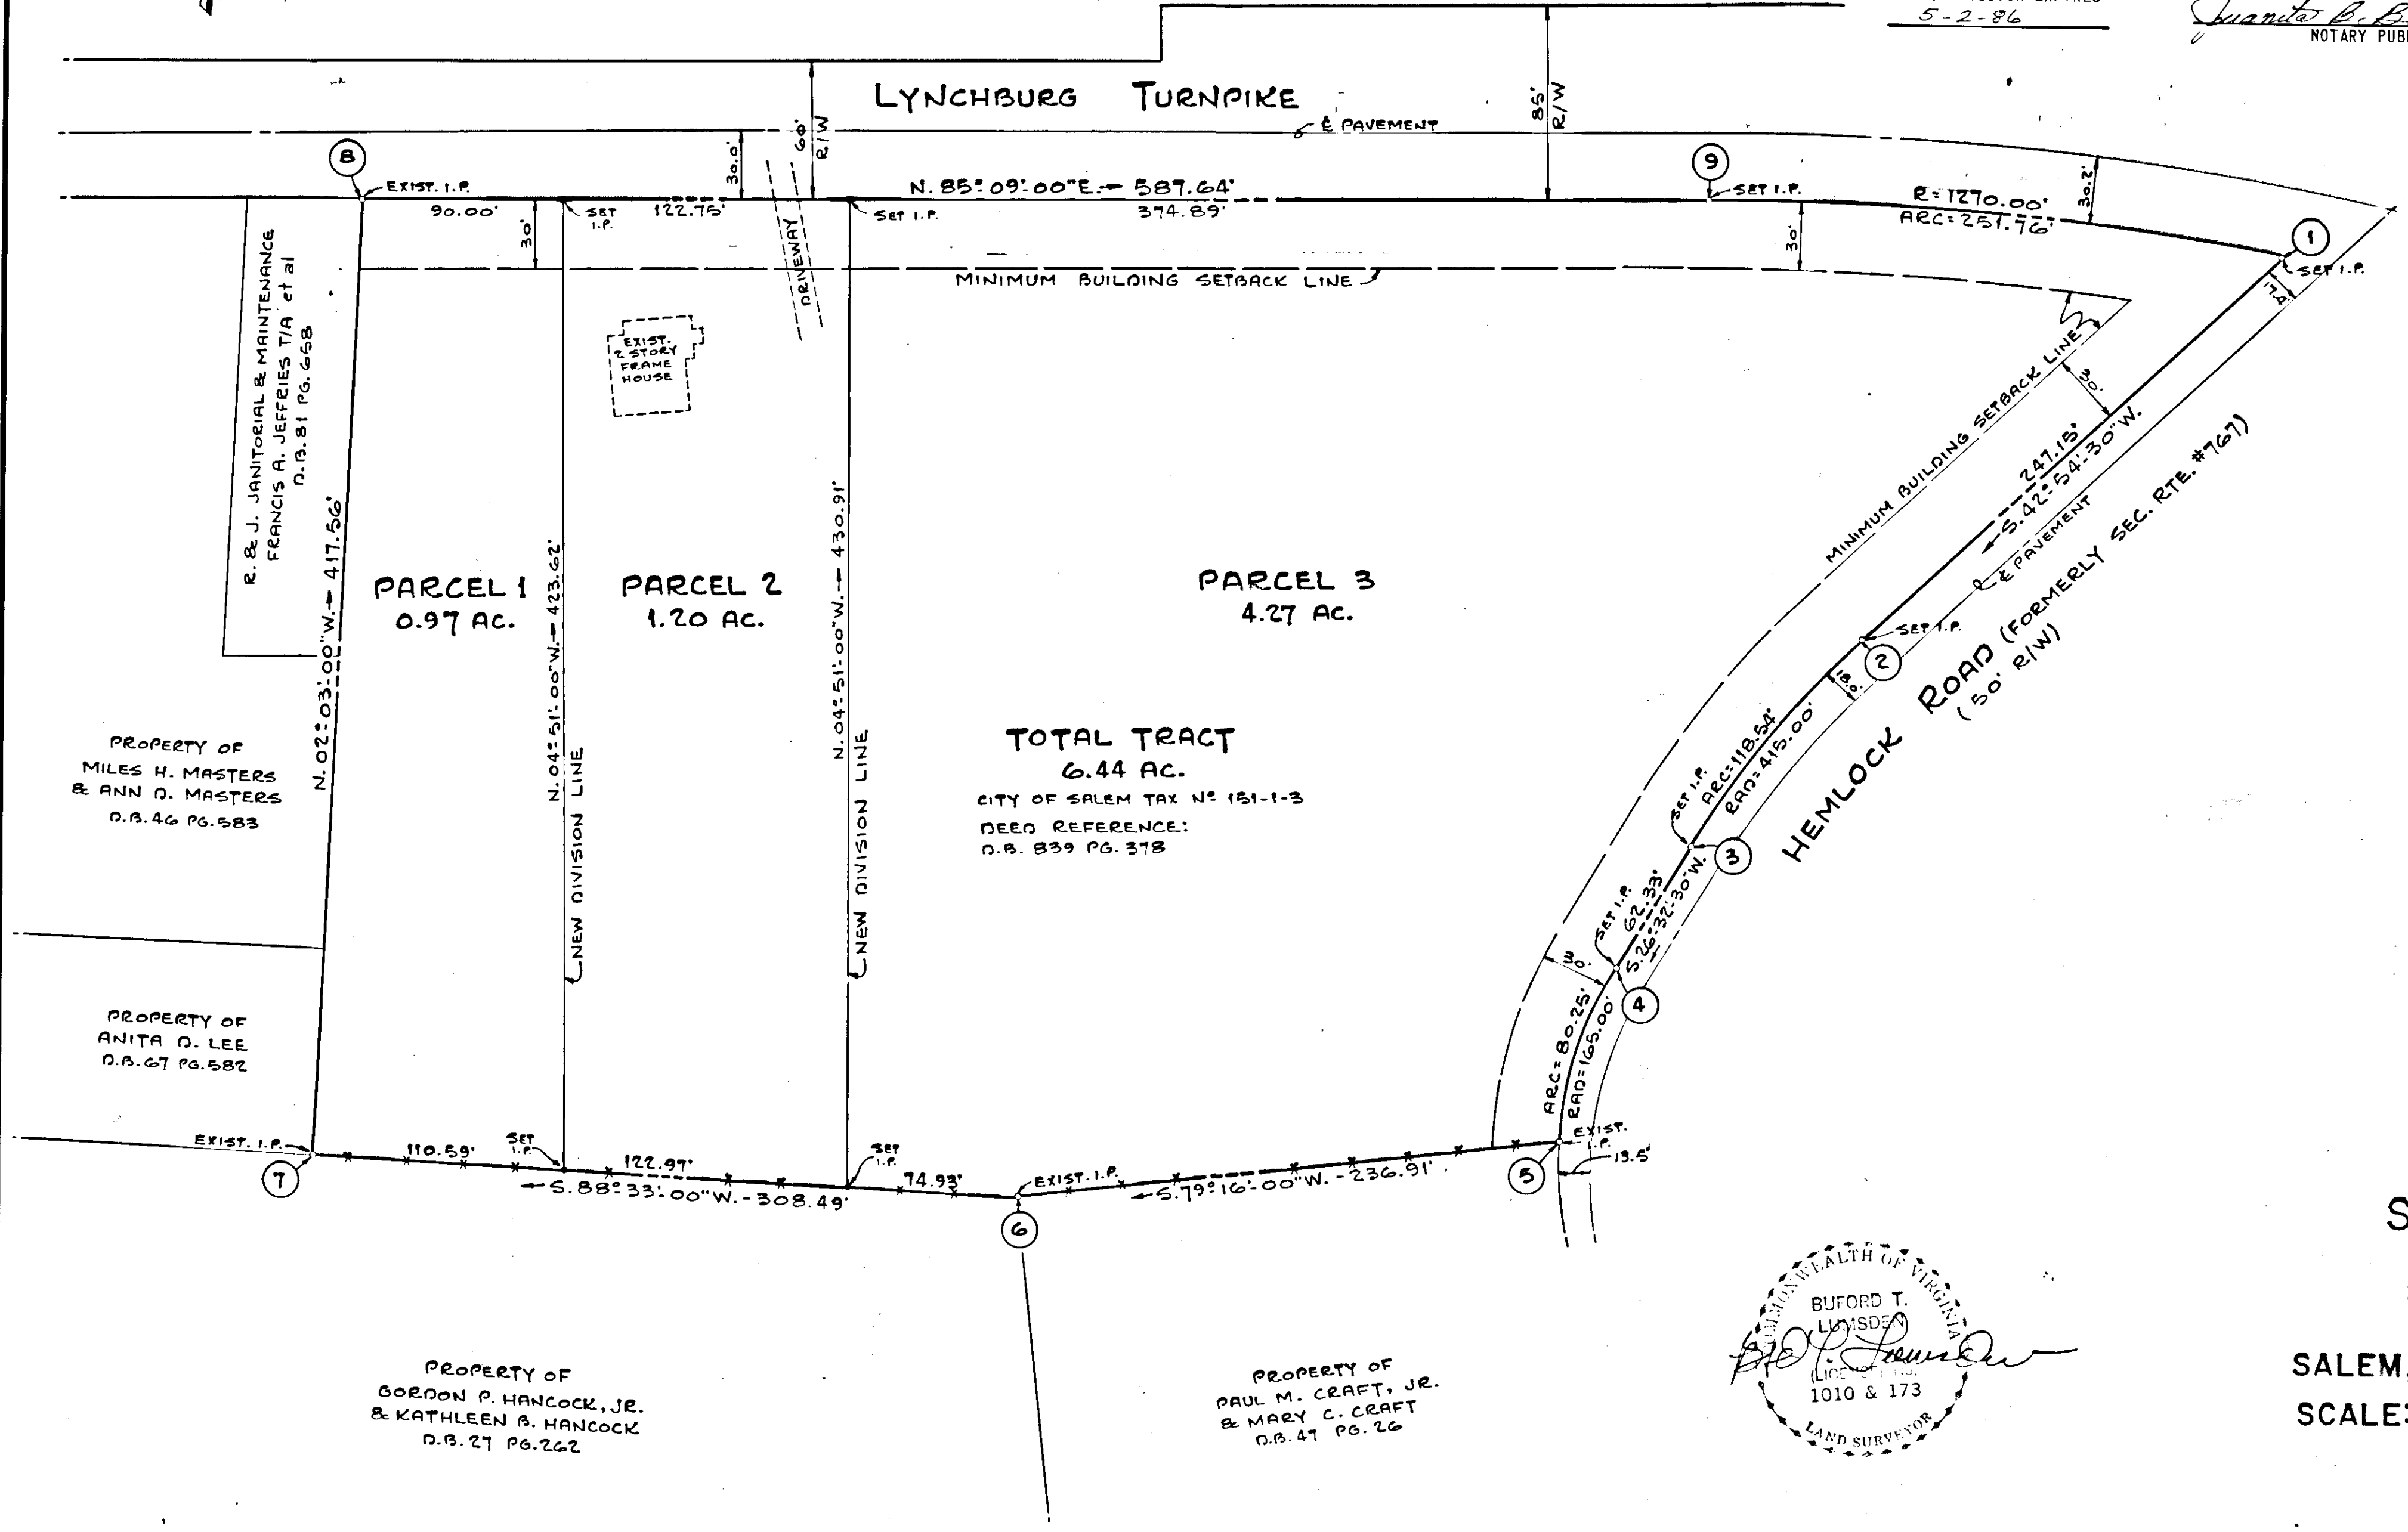 5-2-86
Juanita B. B
NOTARY PUB
LYNCHBURG TURNPIKE
60' R/W
85' R/W
℄ PAVEMENT
30.0'
30.2'
8
EXIST. I.P.
90.00'
SET I.P.
122.75'
SET I.P.
N. 85°-09'-00" E. 587.64'
374.89'
9
SET I.P.
R=1270.00'
ARC=251.76'
1
SET I.P.
17.4'
30'
30'
DRIVEWAY
MINIMUM BUILDING SETBACK LINE
EXIST.
2 STORY
FRAME
HOUSE
R. & J. JANITORIAL & MAINTENANCE
FRANCIS A. JEFFRIES T/A et al
D.B. 81 PG. 658
N. 02°-03'-00" W. 417.56'
PARCEL 1
0.97 AC.
N. 04°-51'-00" W. 423.62'
NEW DIVISION LINE
PARCEL 2
1.20 AC.
N. 04°-51'-00" W. 430.91'
NEW DIVISION LINE
PARCEL 3
4.27 AC.
MINIMUM BUILDING SETBACK LINE
30'
247.15'
S. 42°-54'-30" W.
℄ PAVEMENT
HEMLOCK ROAD (FORMERLY SEC. RTE. #767)
(50' R/W)
SET I.P.
2
18.0'
ARC=118.54'
RAD=415.00'
SET I.P.
3
62.33'
S. 26°-32'-30" W.
SET I.P.
4
30'
ARC=80.25'
RAD=165.00'
EXIST. I.P.
5
13.5'
TOTAL TRACT
6.44 AC.
CITY OF SALEM TAX Nº 151-1-3
DEED REFERENCE:
D.B. 839 PG. 378
PROPERTY OF
MILES H. MASTERS
& ANN D. MASTERS
D.B. 46 PG. 583
PROPERTY OF
ANITA D. LEE
D.B. 67 PG. 582
EXIST. I.P.
7
110.59'
SET I.P.
122.97'
SET I.P.
74.93'
S. 88°-33'-00" W. - 308.49'
EXIST. I.P.
6
S. 79°-16'-00" W. - 236.91'
PROPERTY OF
GORDON P. HANCOCK, JR.
& KATHLEEN B. HANCOCK
D.B. 27 PG. 262
PROPERTY OF
PAUL M. CRAFT, JR.
& MARY C. CRAFT
D.B. 47 PG. 26
COMMONWEALTH OF VIRGINIA
BUFORD T.
LUMSDEN
1010 & 173
LAND SURVEYOR
S
SALEM,
SCALE: